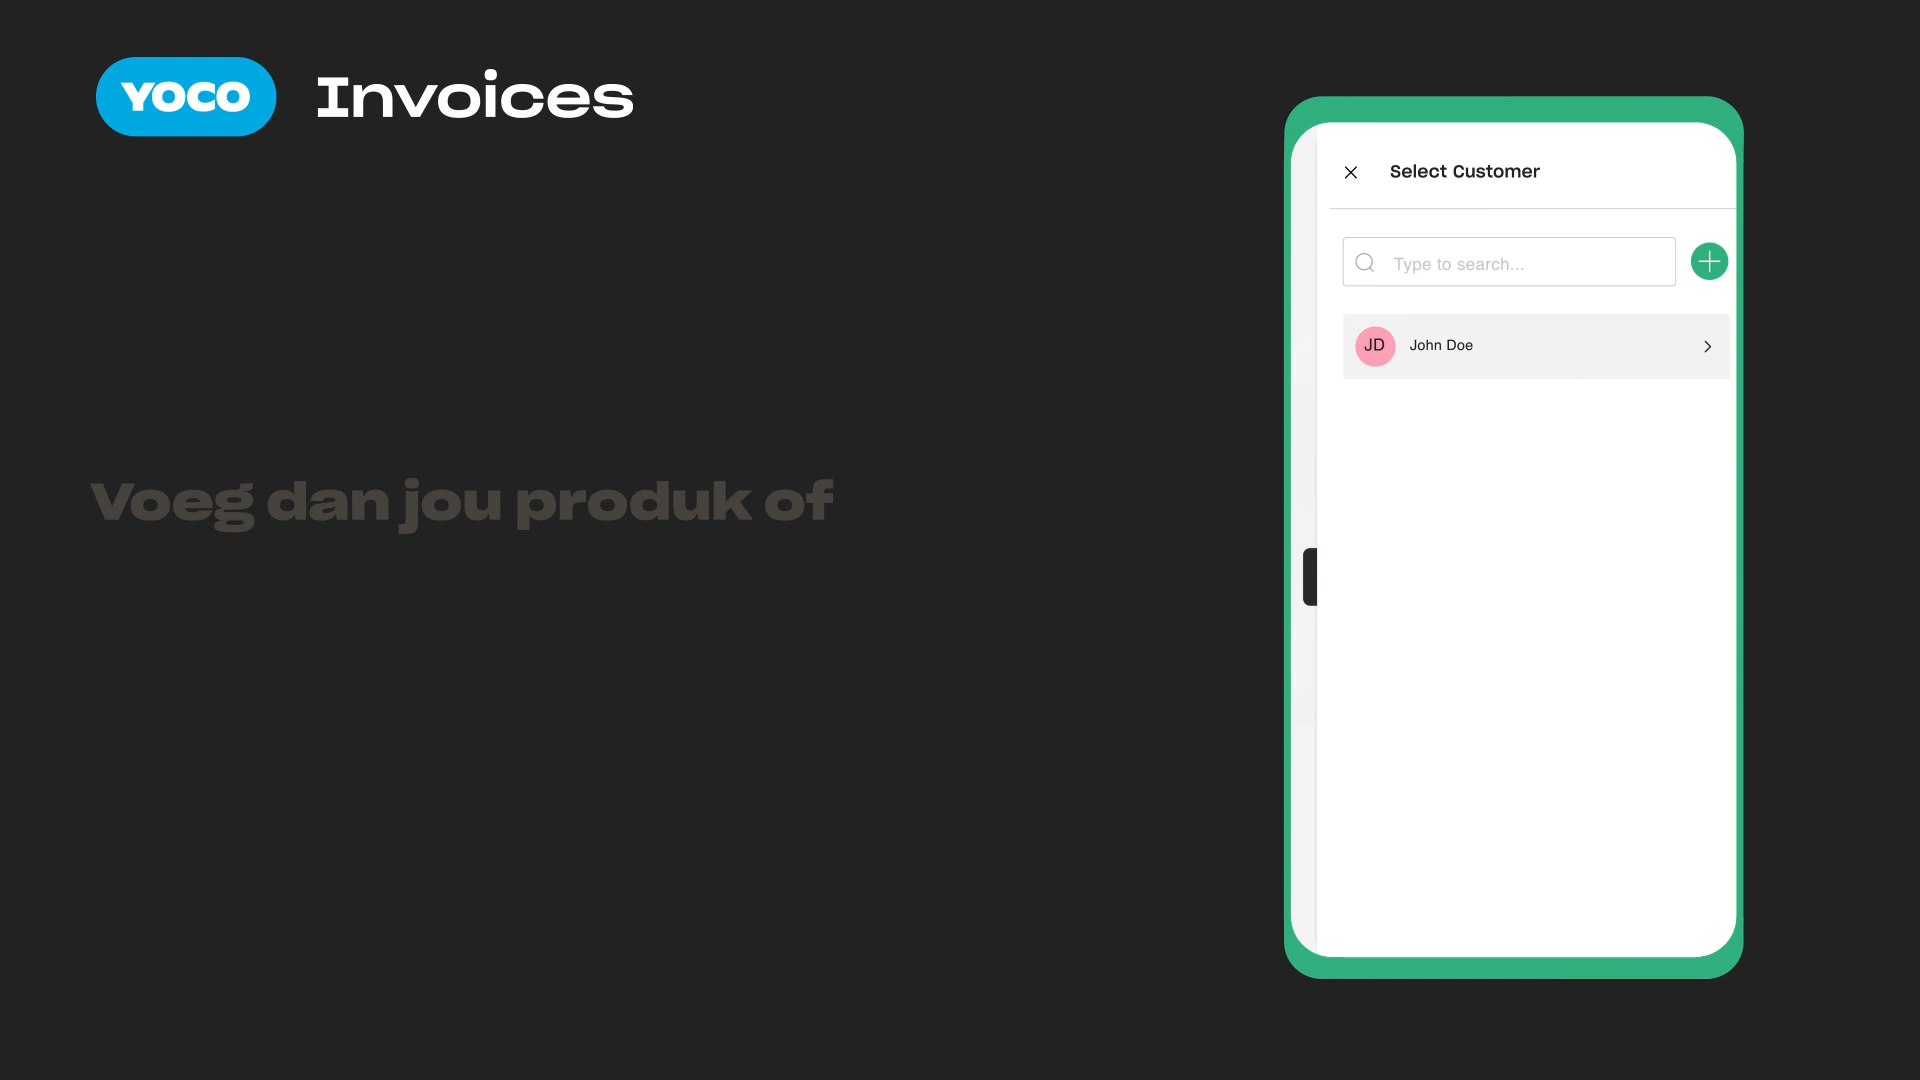 YOCO Invoices
Select Customer
Type to search...
JD John Doe
Voeg dan jou produk of